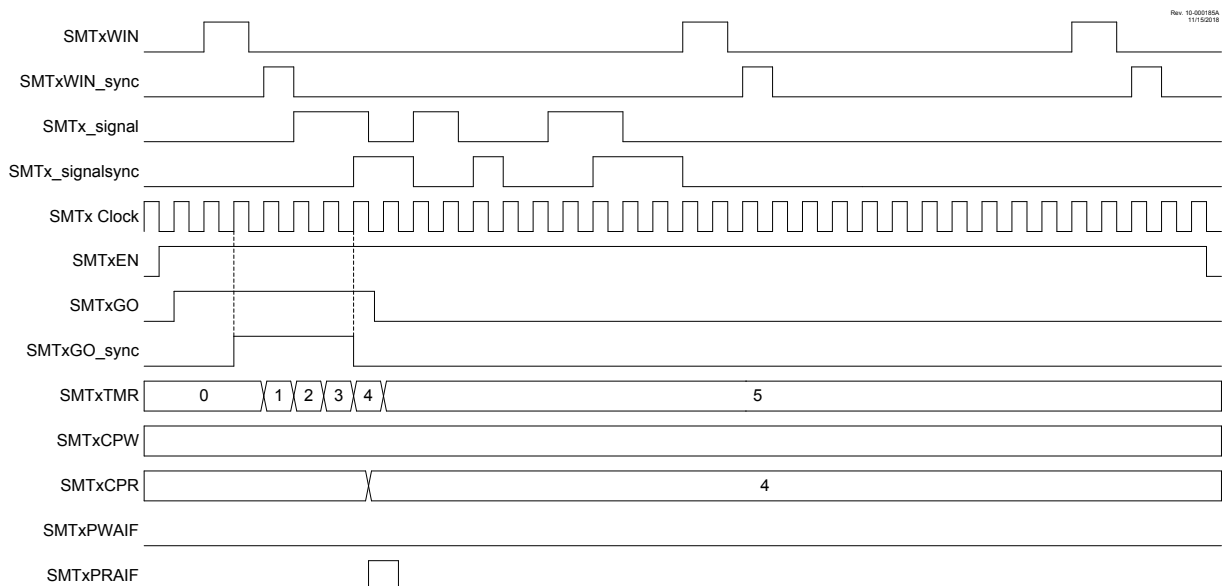 Rev. 10-000185A
11/15/2018
SMTxWIN
SMTxWIN_sync
SMTx_signal
SMTx_signalsync
SMTx Clock
SMTxEN
SMTxGO
SMTxGO_sync
SMTxTMR 0 1 2 3 4 5
SMTxCPW
SMTxCPR 4
SMTxPWAIF
SMTxPRAIF